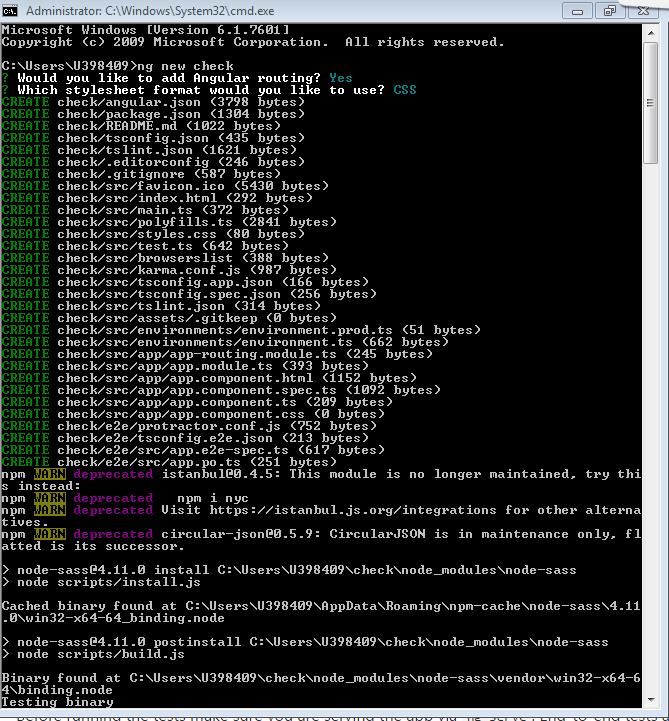 Administrator: C:\Windows\System32\cmd.exe
Microsoft Windows [Version 6.1.7601]
Copyright (c) 2009 Microsoft Corporation.  All rights reserved.
C:\Users\U398409>ng new check
? Would you like to add Angular routing? Yes
? Which stylesheet format would you like to use? CSS
CREATE check/angular.json (3798 bytes)
CREATE check/package.json (1304 bytes)
CREATE check/README.md (1022 bytes)
CREATE check/tsconfig.json (435 bytes)
CREATE check/tslint.json (1621 bytes)
CREATE check/.editorconfig (246 bytes)
CREATE check/.gitignore (587 bytes)
CREATE check/src/favicon.ico (5430 bytes)
CREATE check/src/index.html (292 bytes)
CREATE check/src/main.ts (372 bytes)
CREATE check/src/polyfills.ts (2841 bytes)
CREATE check/src/styles.css (80 bytes)
CREATE check/src/test.ts (642 bytes)
CREATE check/src/browserslist (388 bytes)
CREATE check/src/karma.conf.js (987 bytes)
CREATE check/src/tsconfig.app.json (166 bytes)
CREATE check/src/tsconfig.spec.json (256 bytes)
CREATE check/src/tslint.json (314 bytes)
CREATE check/src/assets/.gitkeep (0 bytes)
CREATE check/src/environments/environment.prod.ts (51 bytes)
CREATE check/src/environments/environment.ts (662 bytes)
CREATE check/src/app/app-routing.module.ts (245 bytes)
CREATE check/src/app/app.module.ts (393 bytes)
CREATE check/src/app/app.component.html (1152 bytes)
CREATE check/src/app/app.component.spec.ts (1092 bytes)
CREATE check/src/app/app.component.ts (209 bytes)
CREATE check/src/app/app.component.css (0 bytes)
CREATE check/e2e/protractor.conf.js (752 bytes)
CREATE check/e2e/tsconfig.e2e.json (213 bytes)
CREATE check/e2e/src/app.e2e-spec.ts (617 bytes)
CREATE check/e2e/src/app.po.ts (251 bytes)
npm WARN deprecated istanbul@0.4.5: This module is no longer maintained, try thi
s instead:
npm WARN deprecated   npm i nyc
npm WARN deprecated Visit https://istanbul.js.org/integrations for other alterna
tives.
npm WARN deprecated circular-json@0.5.9: CircularJSON is in maintenance only, fl
atted is its successor.
> node-sass@4.11.0 install C:\Users\U398409\check\node_modules\node-sass
> node scripts/install.js
Cached binary found at C:\Users\U398409\AppData\Roaming\npm-cache\node-sass\4.11
.0\win32-x64-64_binding.node
> node-sass@4.11.0 postinstall C:\Users\U398409\check\node_modules\node-sass
> node scripts/build.js
Binary found at C:\Users\U398409\check\node_modules\node-sass\vendor\win32-x64-6
4\binding.node
Testing binary
Before running the tests make sure you are serving the app via